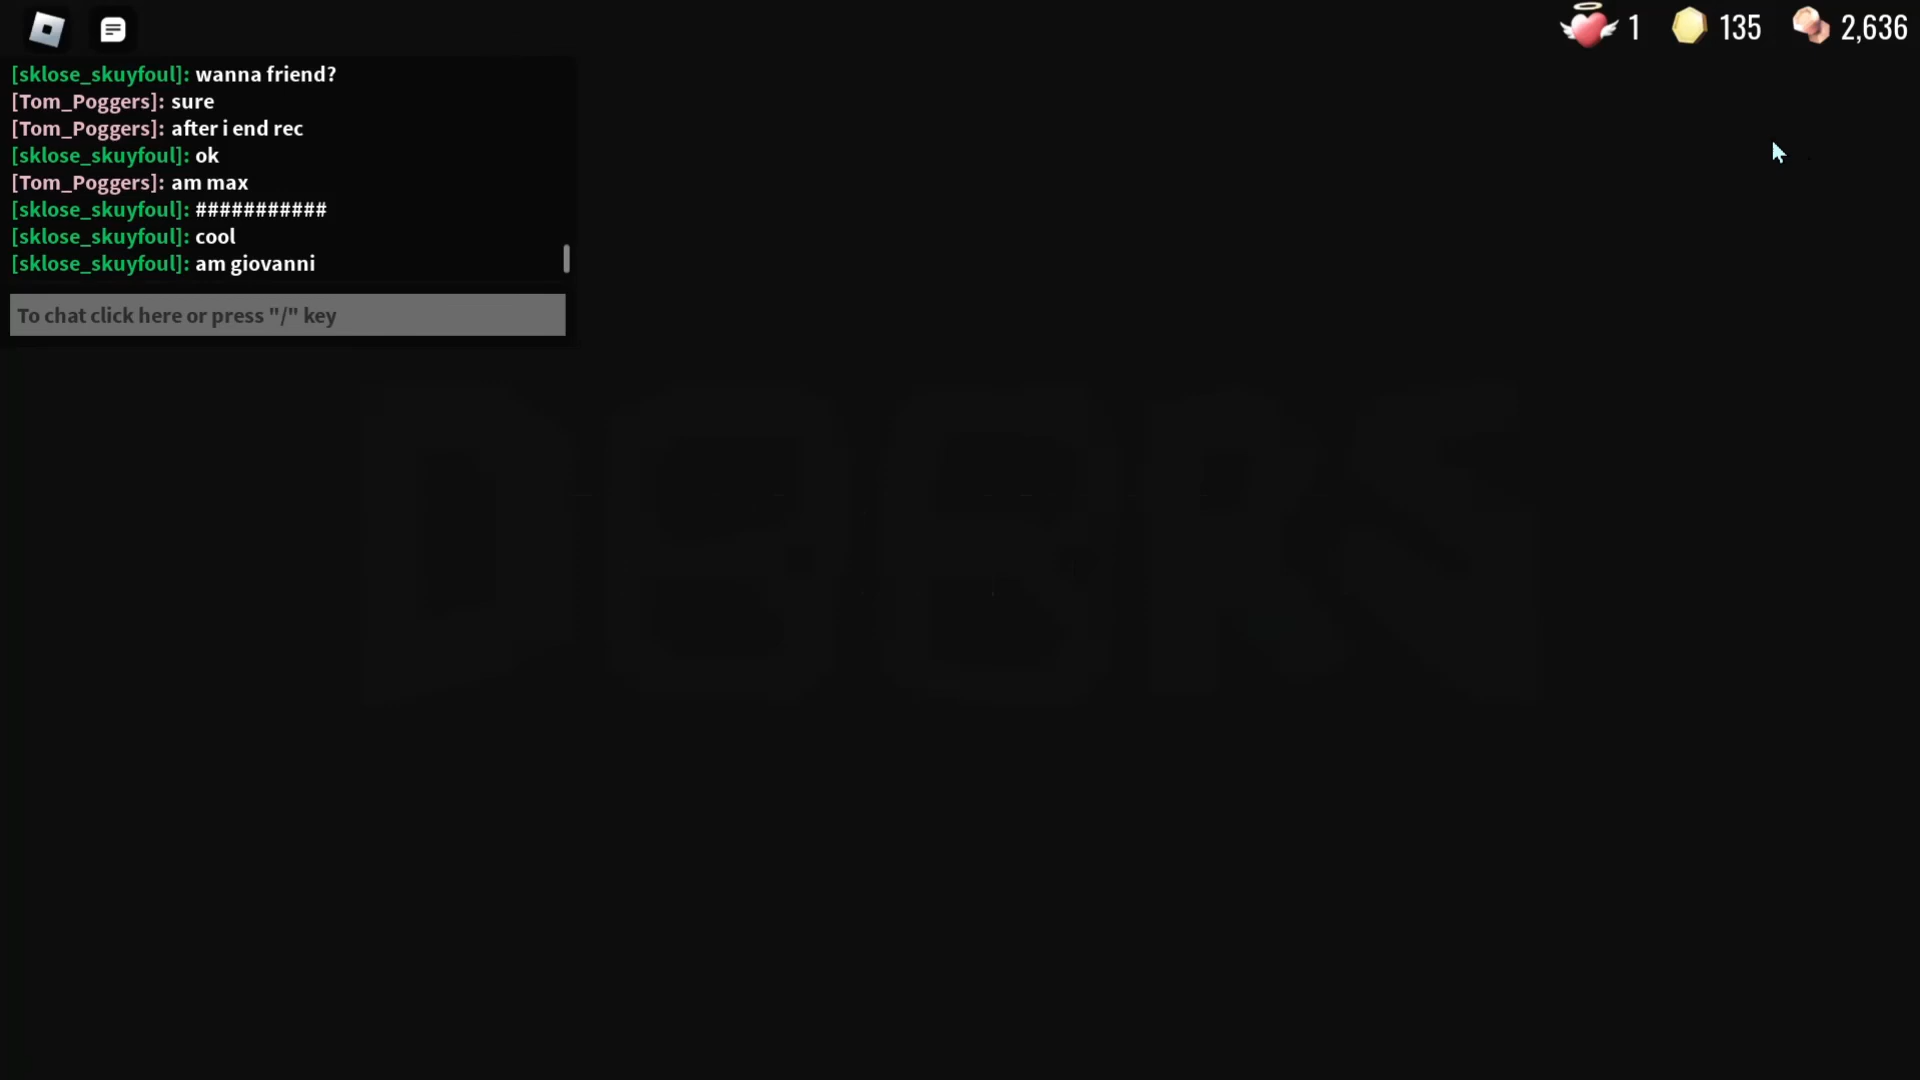 1 135 2,636
[sklose_skuyfoul]: wanna friend?
[Tom_Poggers]: sure
[Tom_Poggers]: after i end rec
[sklose_skuyfoul]: ok
[Tom_Poggers]: am max
[sklose_skuyfoul]: ###########
[sklose_skuyfoul]: cool
[sklose_skuyfoul]: am giovanni
To chat click here or press "/" key
DOORS